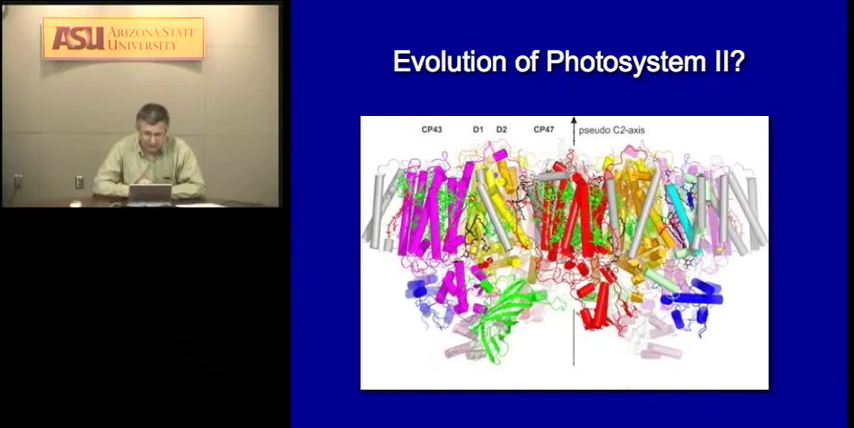 ASU ARIZONA STATE
UNIVERSITY
Evolution of Photosystem II?
CP43 D1 D2 CP47 pseudo C2-axis